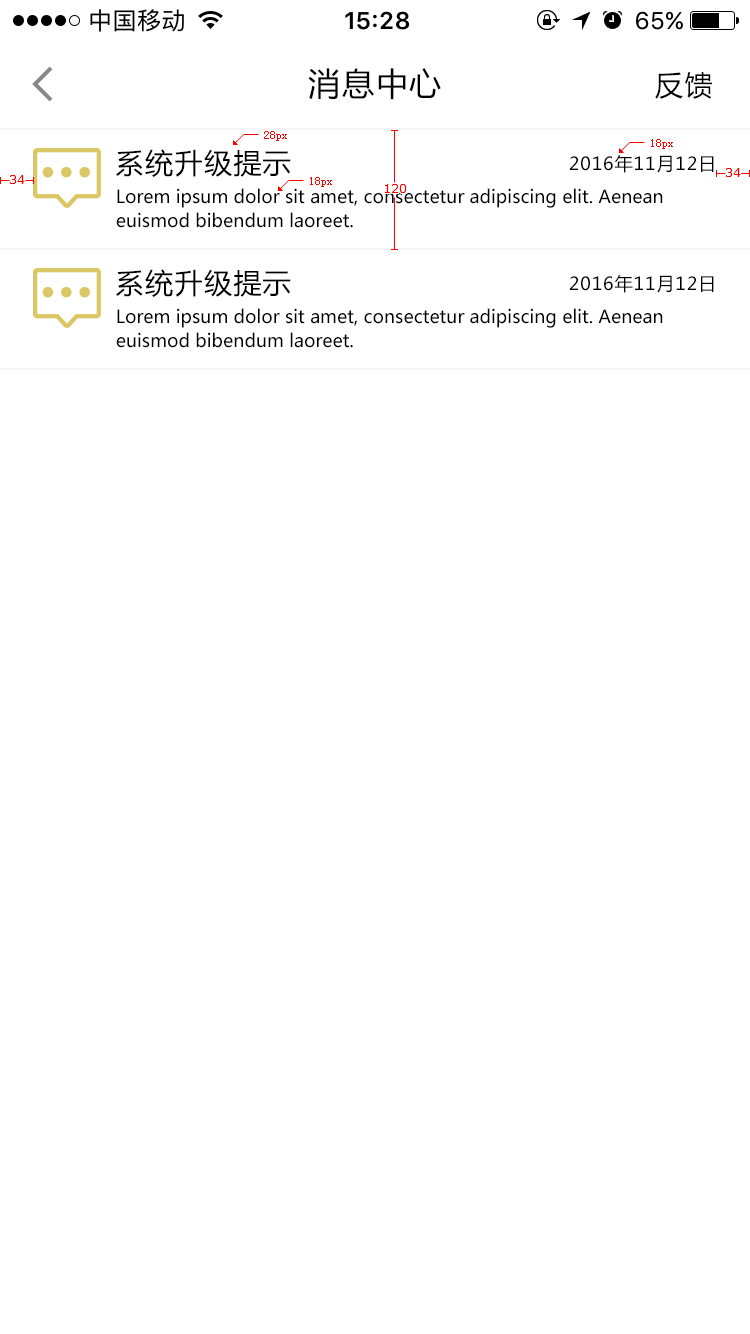 中国移动 15:28 65%
消息中心 反馈
28px 18px
系统升级提示 2016年11月12日
34 18px 120 34
Lorem ipsum dolor sit amet, consectetur adipiscing elit. Aenean
euismod bibendum laoreet.
系统升级提示 2016年11月12日
Lorem ipsum dolor sit amet, consectetur adipiscing elit. Aenean
euismod bibendum laoreet.